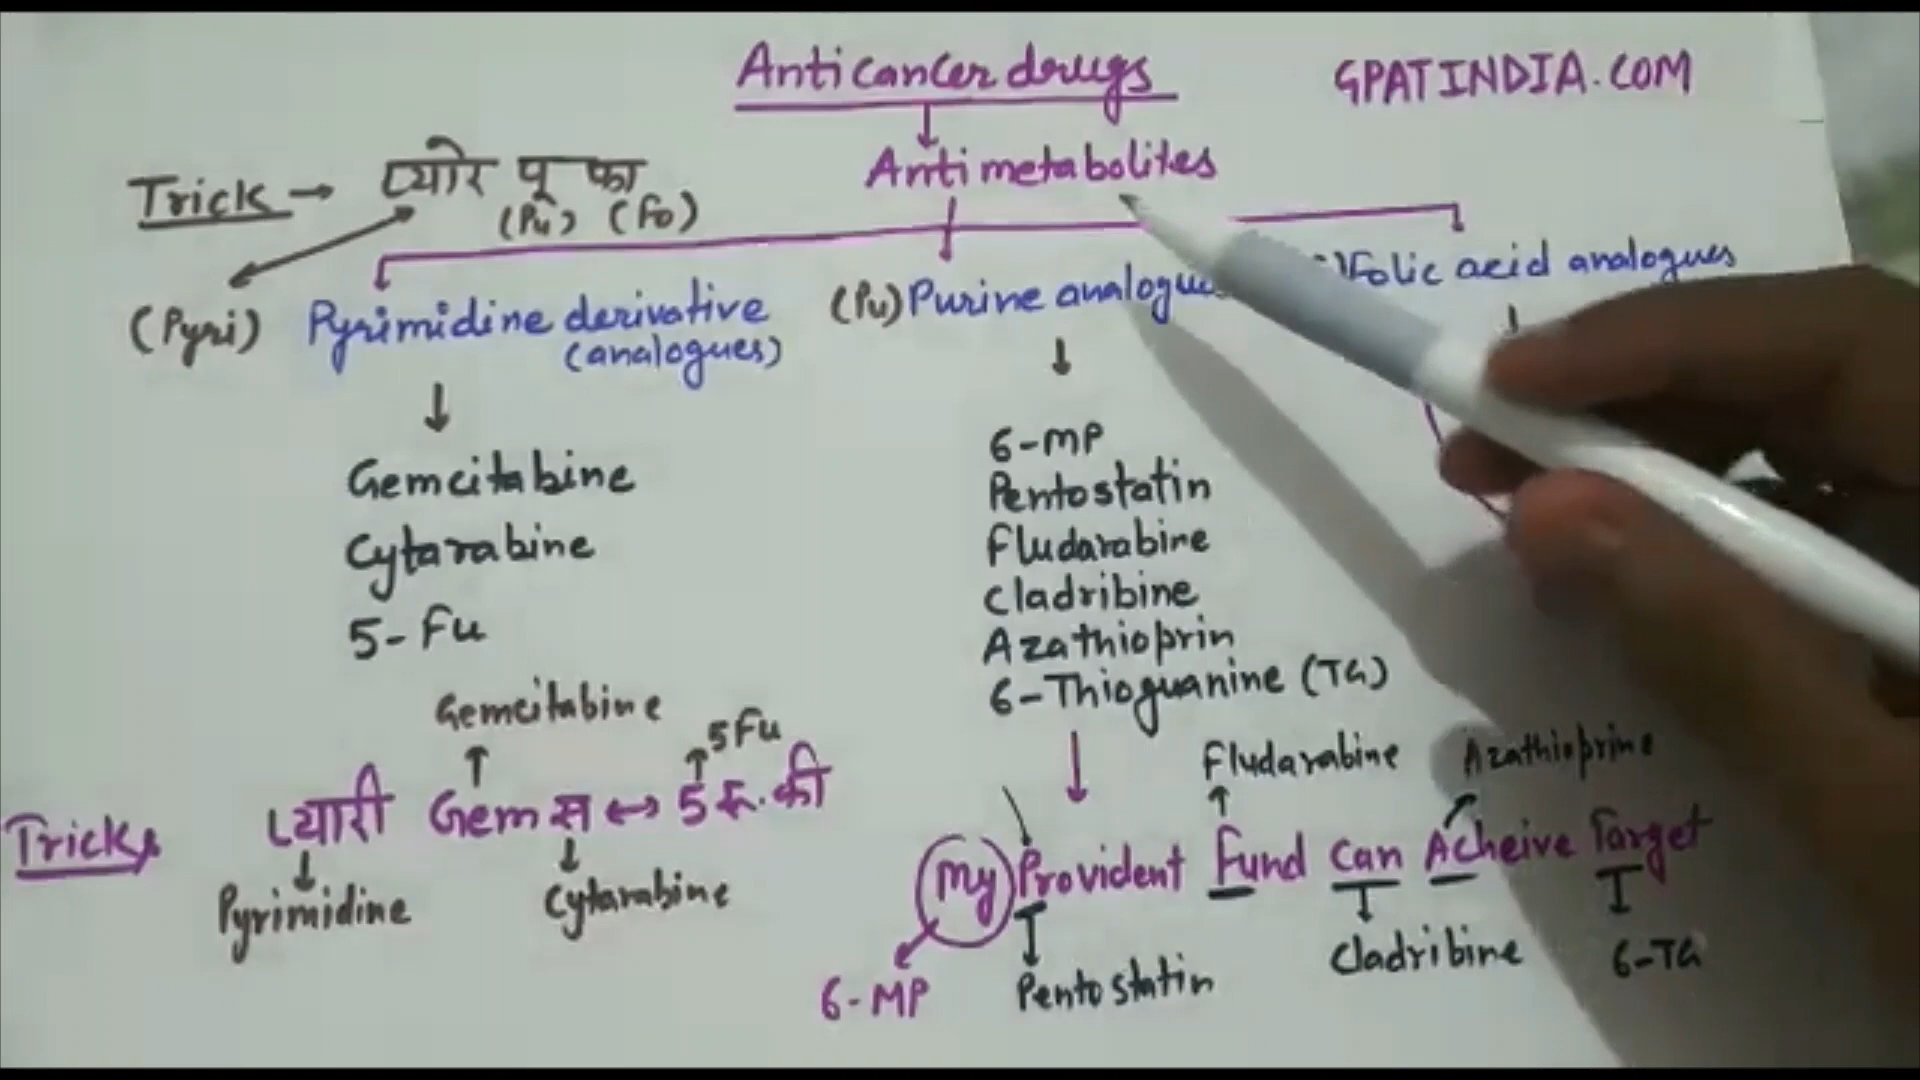 Anticancer drugs
GPATINDIA.COM
Antimetabolites
Trick → प्योर पू फा
(Pu) (Fo)
(Pyri) Pyrimidine derivative
(analogues)
(Pu) Purine analogu
Folic acid analogues
Gemcitabine
Cytarabine
5-Fu
6-MP
Pentostatin
Fludarabine
Cladribine
Azathioprin
6-Thioguanine (TG)
Gemcitabine
5Fu
Tricks
प्यारी Gem स ↔ 5 की
Pyrimidine
Cytarabine
Fludarabine
Azathioprine
My Provident Fund Can Acheive Target
6-MP
Pentostatin
Cladribine
6-TG